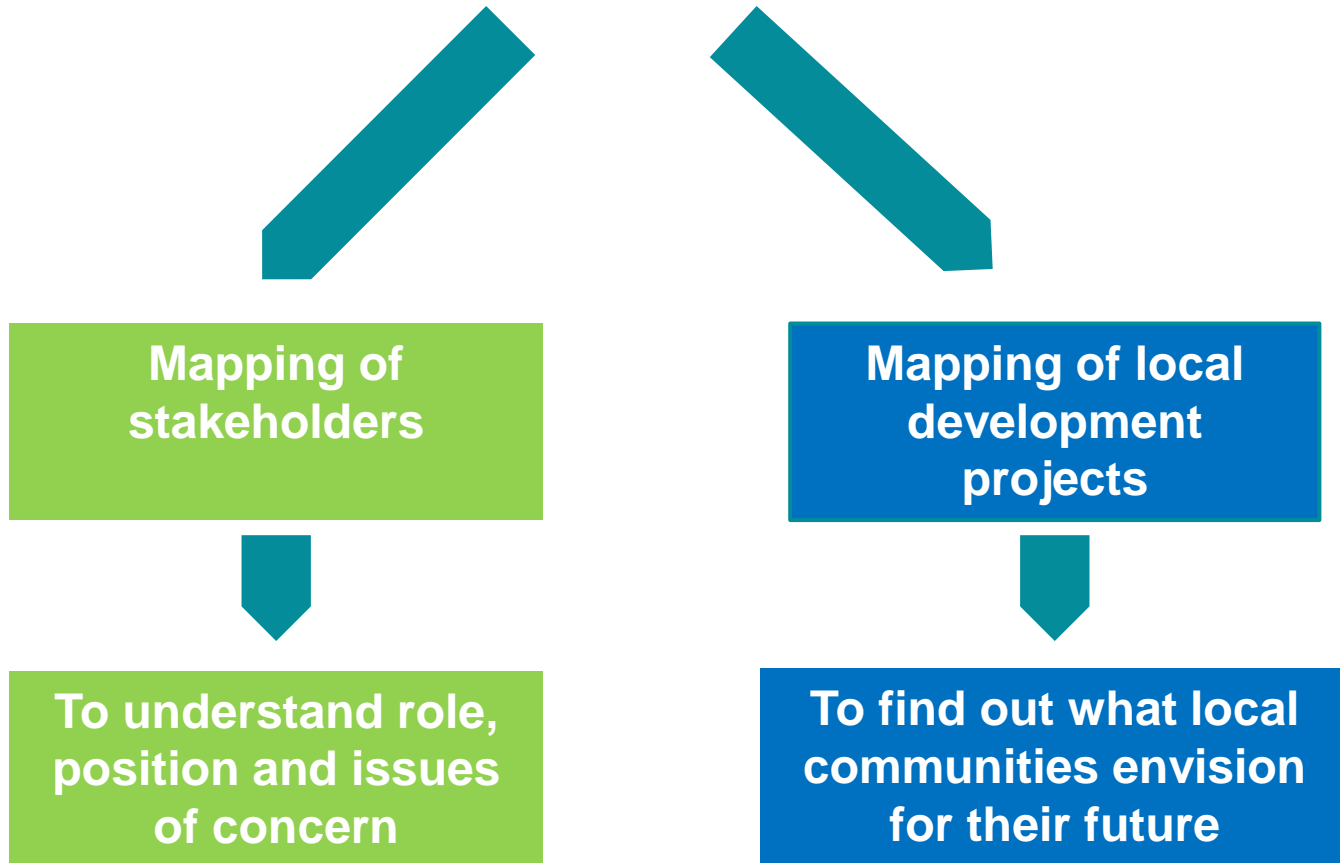 Mapping of
stakeholders
Mapping of local
development
projects
To understand role,
position and issues
of concern
To find out what local
communities envision
for their future